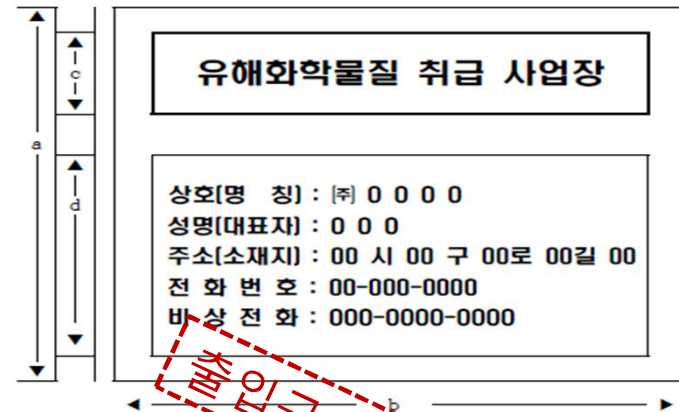 유해화학물질 취급 사업장
a
c
d
상호(명 칭) : ㈜ 0 0 0 0
성명(대표자) : 0 0 0
주소(소재지) : 00 시 00 구 00로 00길 00
전 화 번 호 : 00-000-0000
비 상 전 화 : 000-0000-0000
출입
b